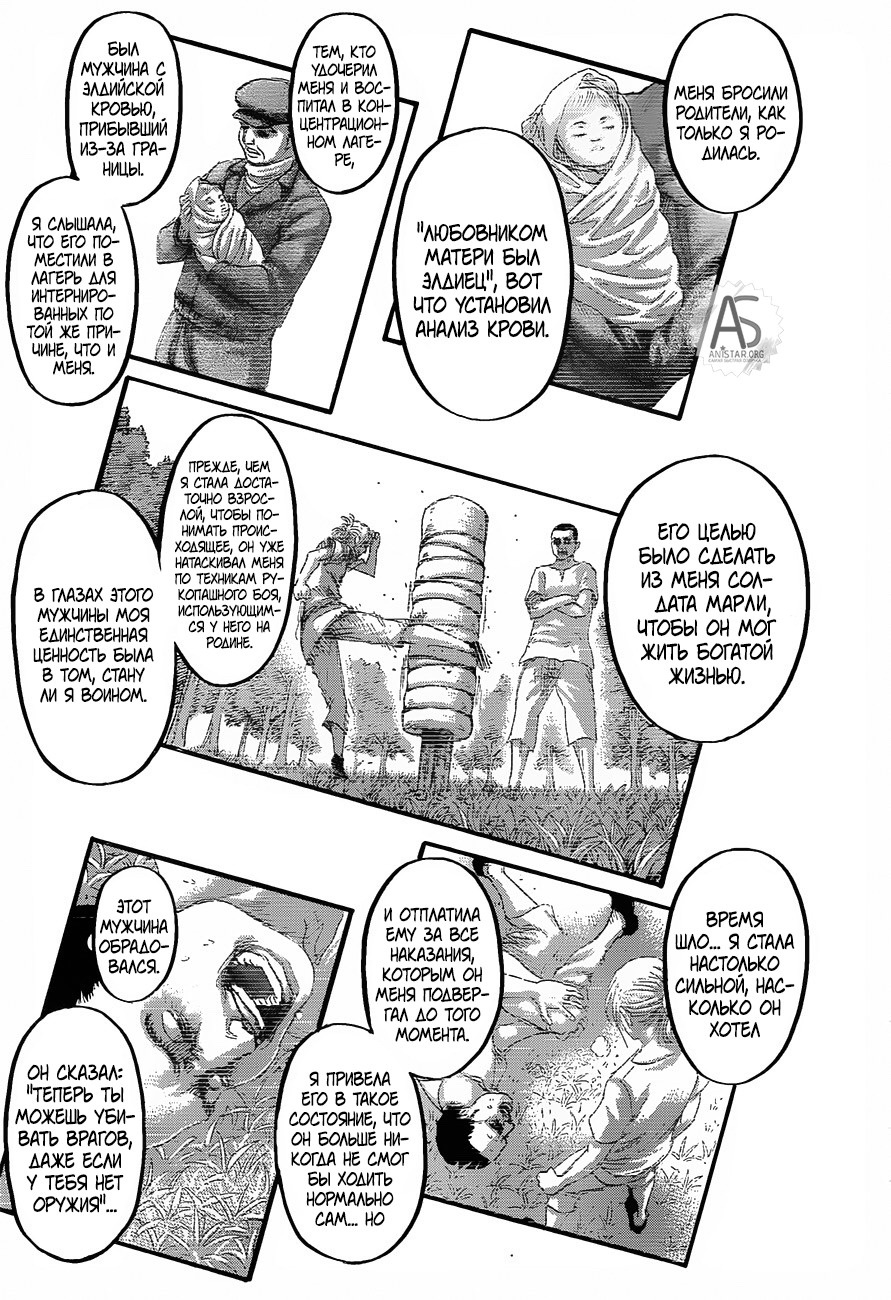 МЕНЯ БРОСИЛИ
РОДИТЕЛИ, КАК
ТОЛЬКО Я РО-
ДИЛАСЬ.
"ЛЮБОВНИКОМ
МАТЕРИ БЫЛ
ЭЛДИЕЦ", ВОТ
ЧТО УСТАНОВИЛ
АНАЛИЗ КРОВИ.
ТЕМ, КТО
УДОЧЕРИЛ
МЕНЯ И ВОС-
ПИТАЛ В КОН-
ЦЕНТРАЦИОН-
НОМ ЛАГЕ-
РЕ,
БЫЛ
МУЖЧИНА С
ЭЛДИЙСКОЙ
КРОВЬЮ,
ПРИБЫВШИЙ
ИЗ-ЗА ГРА-
НИЦЫ.
Я СЛЫШАЛА,
ЧТО ЕГО ПО-
МЕСТИЛИ В
ЛАГЕРЬ ДЛЯ
ИНТЕРНИРО-
ВАННЫХ ПО
ТОЙ ЖЕ ПРИ-
ЧИНЕ, ЧТО И
МЕНЯ.
AS
ANISTAR.ORG
ЕГО ЦЕЛЬЮ
БЫЛО СДЕЛАТЬ
ИЗ МЕНЯ СОЛ-
ДАТА МАРЛИ,
ЧТОБЫ ОН МОГ
ЖИТЬ БОГАТОЙ
ЖИЗНЬЮ.
ПРЕЖДЕ, ЧЕМ
Я СТАЛА ДОСТА-
ТОЧНО ВЗРОС-
ЛОЙ, ЧТОБЫ ПО-
НИМАТЬ ПРОИС-
ХОДЯЩЕЕ, ОН УЖЕ
НАТАСКИВАЛ МЕНЯ
ПО ТЕХНИКАМ РУ-
КОПАШНОГО БОЯ,
ИСПОЛЬЗУЮЩИМ-
СЯ У НЕГО НА
РОДИНЕ.
В ГЛАЗАХ ЭТОГО
МУЖЧИНЫ МОЯ
ЕДИНСТВЕННАЯ
ЦЕННОСТЬ БЫЛА
В ТОМ, СТАНУ
ЛИ Я ВОИНОМ.
ВРЕМЯ
ШЛО... Я СТАЛА
НАСТОЛЬКО
СИЛЬНОЙ, НАС-
КОЛЬКО ОН
ХОТЕЛ
И ОТПЛАТИЛА
ЕМУ ЗА ВСЕ
НАКАЗАНИЯ,
КОТОРЫМ ОН
МЕНЯ ПОДВЕР-
ГАЛ ДО ТОГО
МОМЕНТА.
Я ПРИВЕЛА
ЕГО В ТАКОЕ
СОСТОЯНИЕ, ЧТО
ОН БОЛЬШЕ НИ-
КОГДА НЕ СМОГ
БЫ ХОДИТЬ
НОРМАЛЬНО
САМ... НО
ЭТОТ
МУЖЧИНА
ОБРАДО-
ВАЛСЯ.
ОН СКАЗАЛ:
"ТЕПЕРЬ ТЫ
МОЖЕШЬ УБИ-
ВАТЬ ВРАГОВ,
ДАЖЕ ЕСЛИ
У ТЕБЯ НЕТ
ОРУЖИЯ"...